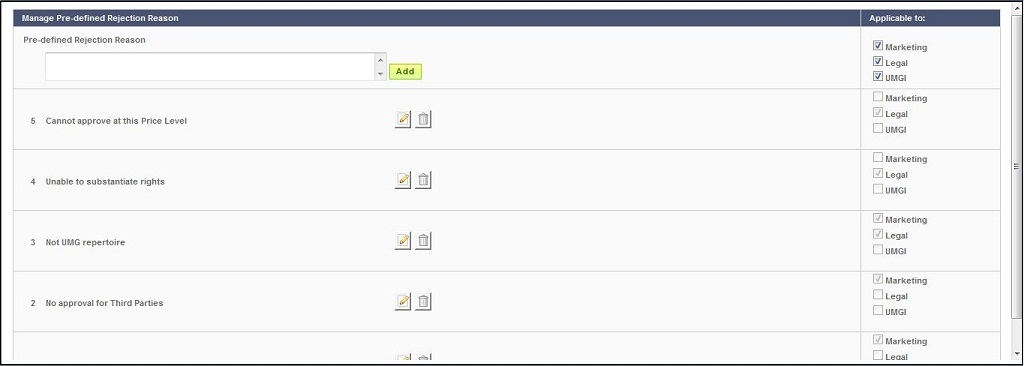 Manage Pre-defined Rejection Reason Applicable to:
Pre-defined Rejection Reason
Marketing
Legal
UMGI
Add
5 Cannot approve at this Price Level
Marketing
Legal
UMGI
4 Unable to substantiate rights
Marketing
Legal
UMGI
3 Not UMG repertoire
Marketing
Legal
UMGI
2 No approval for Third Parties
Marketing
Legal
UMGI
Marketing
Legal